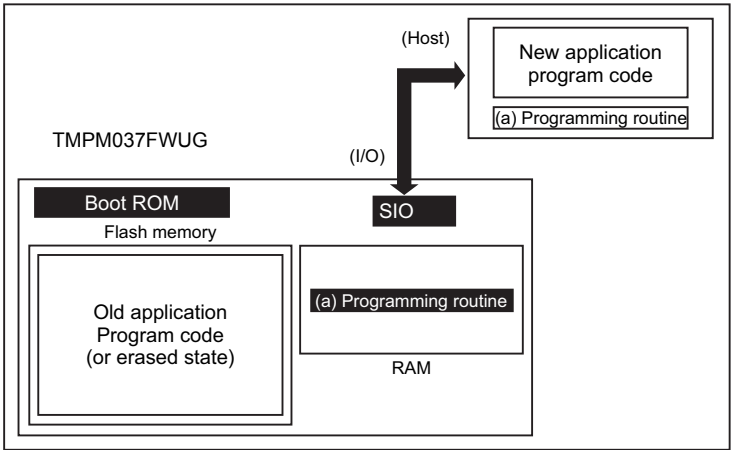 (Host)
New application
program code
(a) Programming routine
TMPM037FWUG
(I/O)
Boot ROM
SIO
Flash memory
Old application
Program code
(or erased state)
(a) Programming routine
RAM